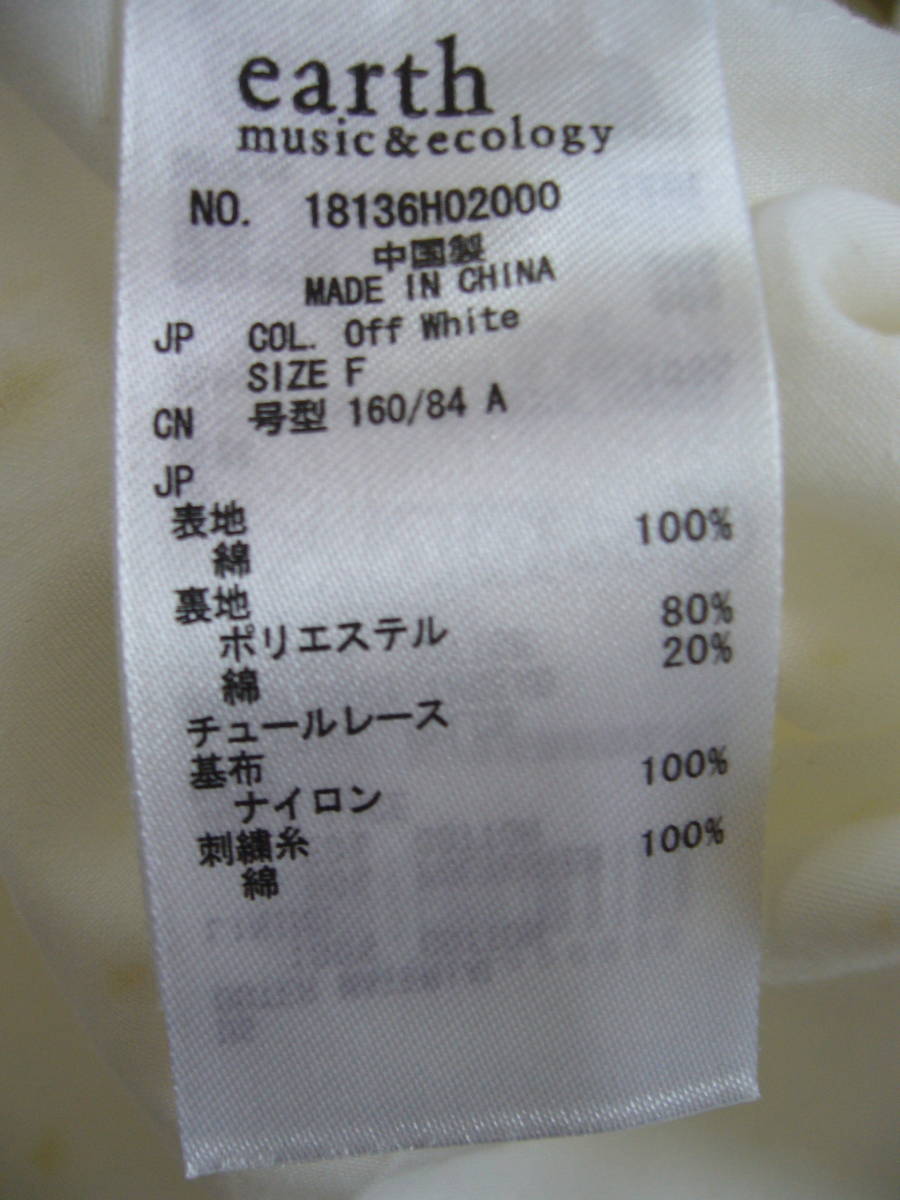 earth
music&ecology
NO. 18136H02000
中国製
MADE IN CHINA
JP COL. Off White
SIZE F
CN 号型 160/84 A
JP
表地
綿 100%
裏地
ポリエステル 80%
綿 20%
チュールレース
基布
ナイロン 100%
刺繍糸
綿 100%